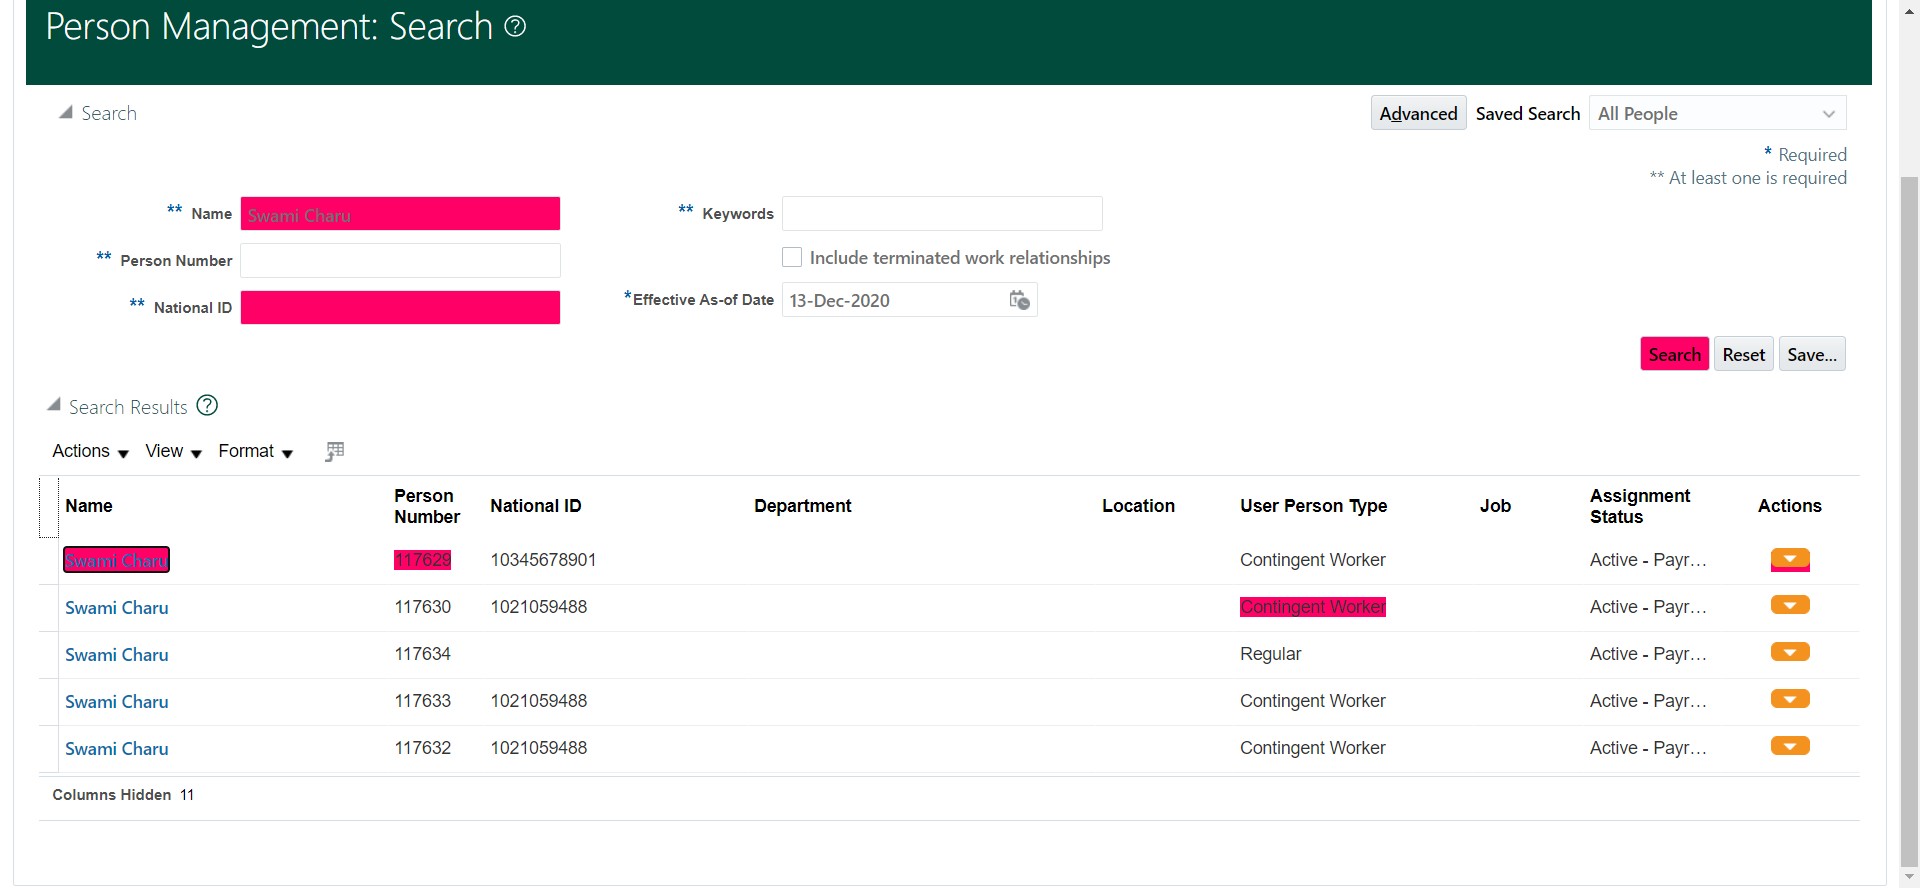 Person Management: Search
Search
Advanced Saved Search All People
* Required
** At least one is required
** Name Swami Charu
** Keywords
** Person Number
Include terminated work relationships
** National ID
*Effective As-of Date 13-Dec-2020
Search Reset Save...
Search Results
Actions View Format
Name Person Number National ID Department Location User Person Type Job Assignment Status Actions
Swami Charu 117629 10345678901 Contingent Worker Active - Payr...
Swami Charu 117630 1021059488 Contingent Worker Active - Payr...
Swami Charu 117634 Regular Active - Payr...
Swami Charu 117633 1021059488 Contingent Worker Active - Payr...
Swami Charu 117632 1021059488 Contingent Worker Active - Payr...
Columns Hidden 11